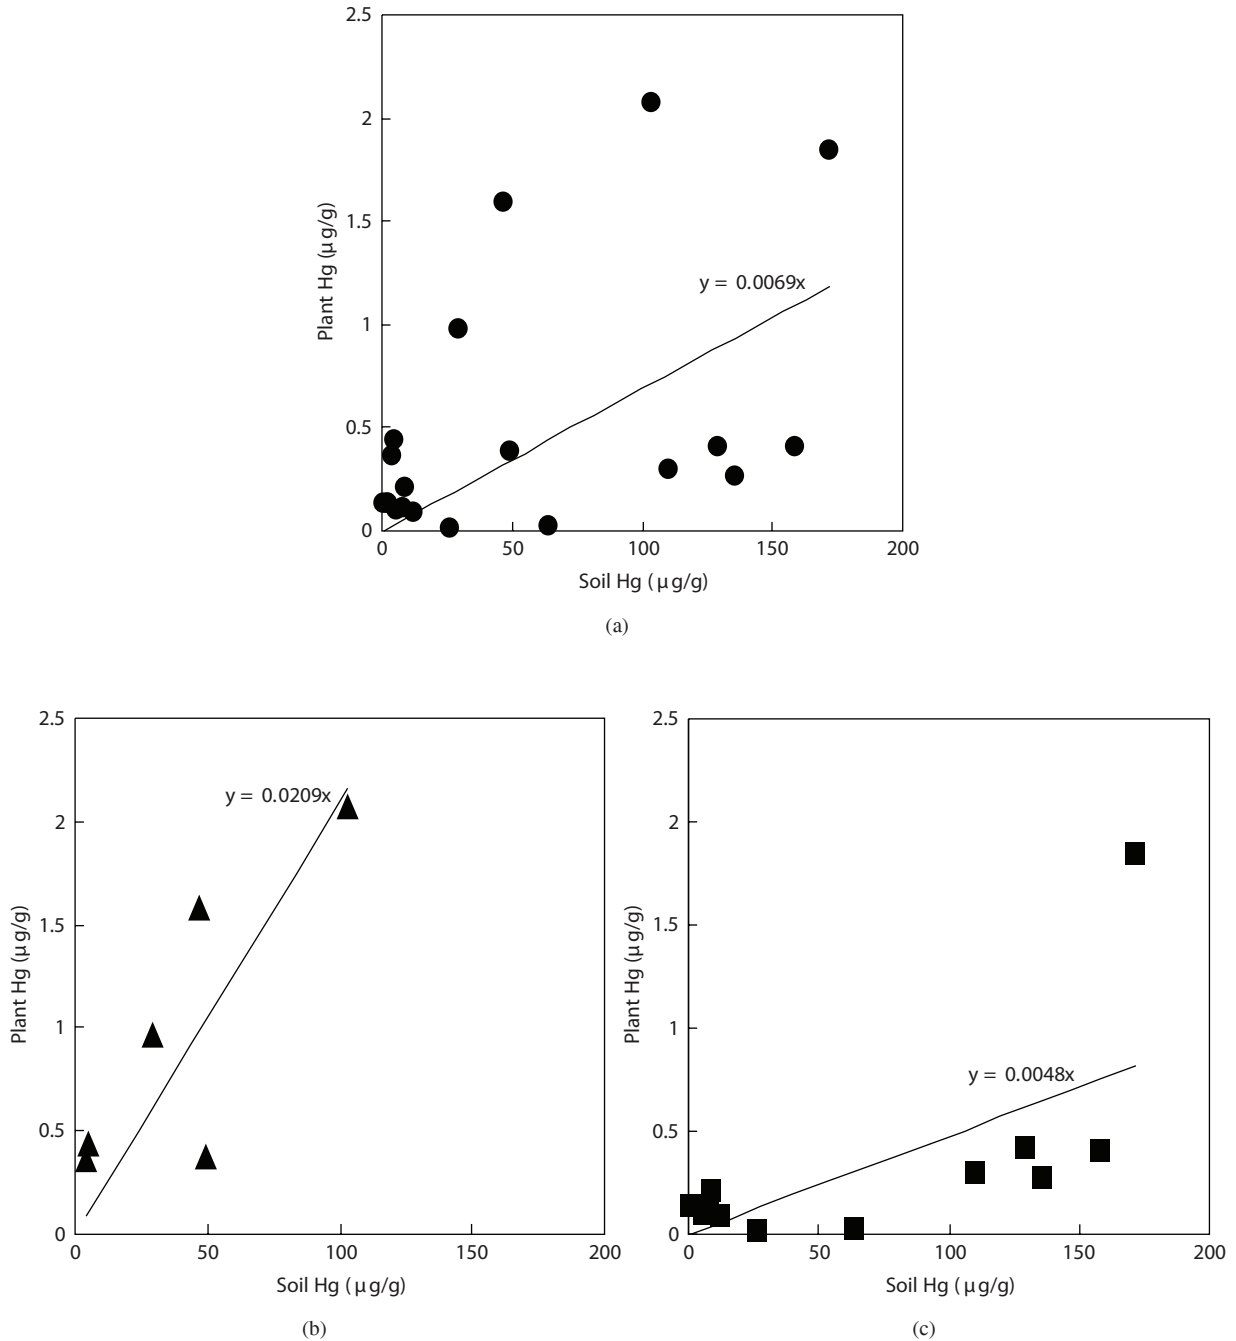 2.5
2
1.5
1
0.5
0
Plant Hg (μg/g)
y = 0.0069x
0 50 100 150 200
Soil Hg (μg/g)
(a)
2.5
2
1.5
1
0.5
0
Plant Hg (μg/g)
y = 0.0209x
0 50 100 150 200
Soil Hg (μg/g)
(b)
2.5
2
1.5
1
0.5
0
Plant Hg (μg/g)
y = 0.0048x
0 50 100 150 200
Soil Hg (μg/g)
(c)